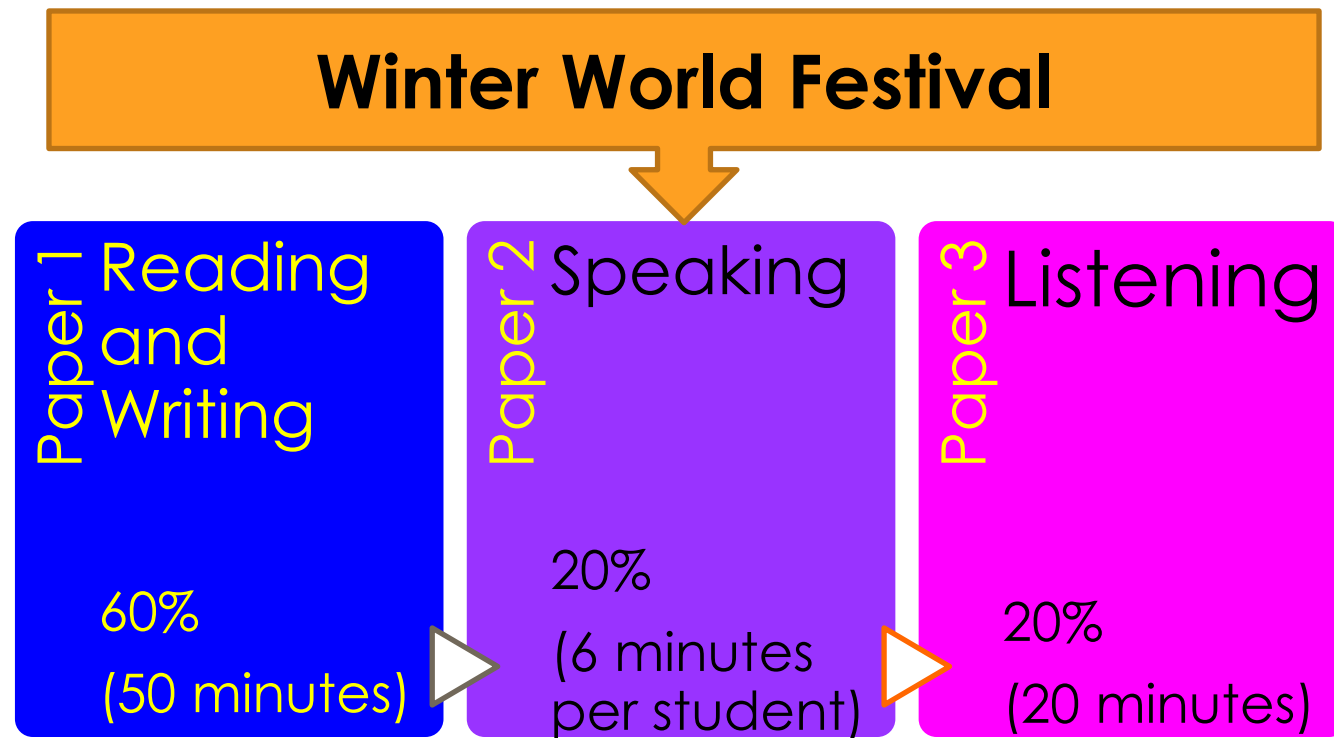 Winter World Festival
Paper 1
Reading
and
Writing
60%
(50 minutes)
Paper 2
Speaking
20%
(6 minutes
per student)
Paper 3
Listening
20%
(20 minutes)